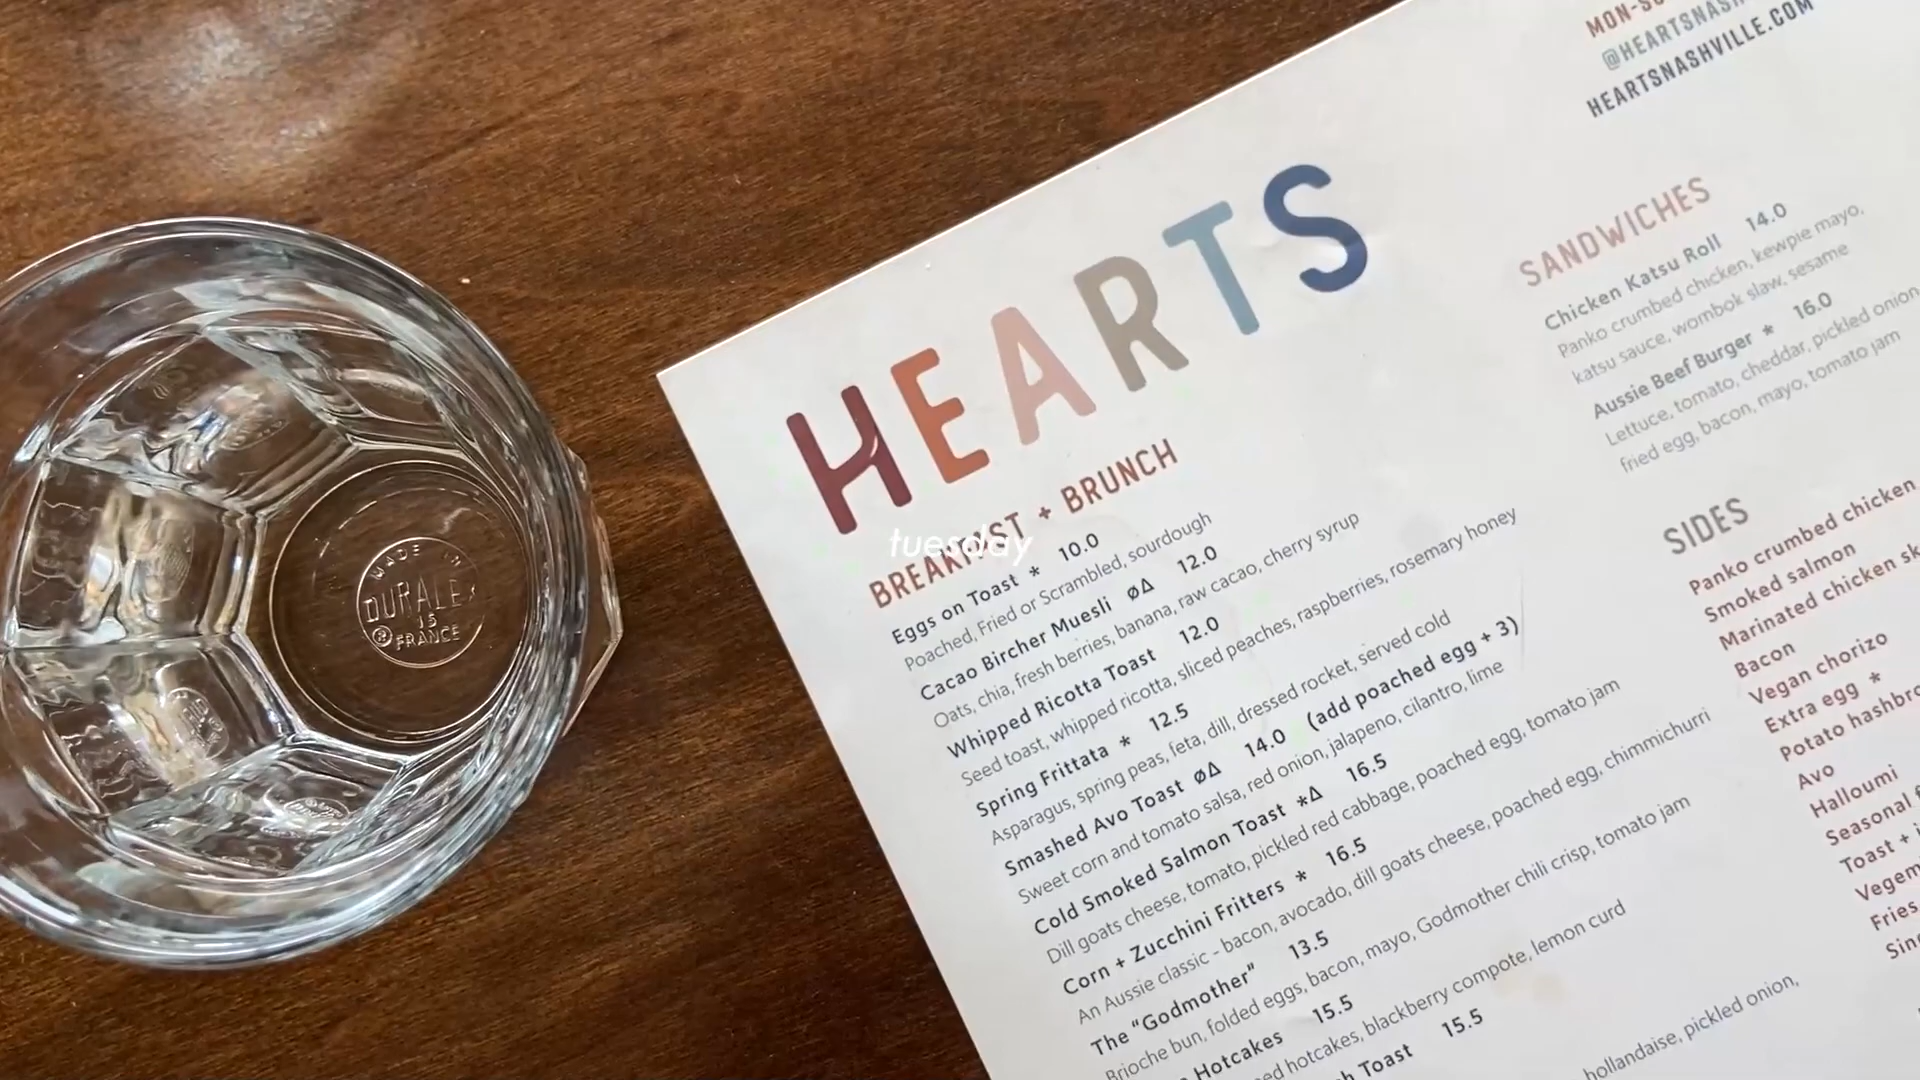 MADE IN
DURALEX
®
FRANCE
HEARTS
tuesday
BREAKFAST + BRUNCH
Eggs on Toast * 10.0
Poached, Fried or Scrambled, sourdough
Cacao Bircher Muesli ø∆ 12.0
Oats, chia, fresh berries, banana, raw cacao, cherry syrup
Whipped Ricotta Toast 12.0
Seed toast, whipped ricotta, sliced peaches, raspberries, rosemary honey
Spring Frittata * 12.5
Asparagus, spring peas, feta, dill, dressed rocket, served cold
Smashed Avo Toast ø∆ 14.0 (add poached egg + 3)
Sweet corn and tomato salsa, red onion, jalapeno, cilantro, lime
Cold Smoked Salmon Toast *∆ 16.5
Dill goats cheese, tomato, pickled red cabbage, poached egg, tomato jam
Corn + Zucchini Fritters * 16.5
An Aussie classic - bacon, avocado, dill goats cheese, poached egg, chimmichurri
The "Godmother" 13.5
Brioche bun, folded eggs, bacon, mayo, Godmother chili crisp, tomato jam
Hotcakes 15.5
hotcakes, blackberry compote, lemon curd
Toast 15.5
hollandaise, pickled onion,
@HEARTSNASH
HEARTSNASHVILLE.COM
SANDWICHES
Chicken Katsu Roll 14.0
Panko crumbed chicken, kewpie mayo,
katsu sauce, wombok slaw, sesame
Aussie Beef Burger * 16.0
Lettuce, tomato, cheddar, pickled onion
fried egg, bacon, mayo, tomato jam
SIDES
Panko crumbed chicken
Smoked salmon
Marinated chicken
Bacon
Vegan chorizo
Extra egg *
Potato
Avo
Halloumi
Seasonal
Toast +
Fries